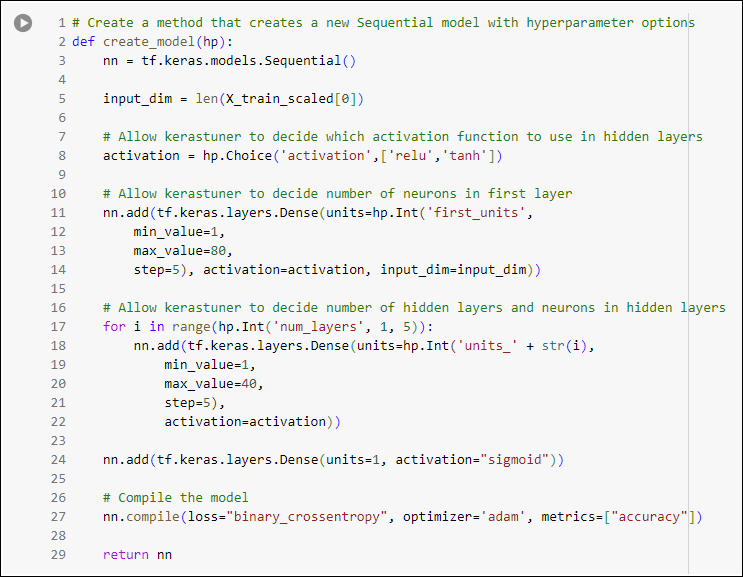 1 # Create a method that creates a new Sequential model with hyperparameter options
2 def create_model(hp):
3     nn = tf.keras.models.Sequential()
4
5     input_dim = len(X_train_scaled[0])
6
7     # Allow kerastuner to decide which activation function to use in hidden layers
8     activation = hp.Choice('activation',['relu','tanh'])
9
10     # Allow kerastuner to decide number of neurons in first layer
11     nn.add(tf.keras.layers.Dense(units=hp.Int('first_units',
12         min_value=1,
13         max_value=80,
14         step=5), activation=activation, input_dim=input_dim))
15
16     # Allow kerastuner to decide number of hidden layers and neurons in hidden layers
17     for i in range(hp.Int('num_layers', 1, 5)):
18         nn.add(tf.keras.layers.Dense(units=hp.Int('units_' + str(i),
19             min_value=1,
20             max_value=40,
21             step=5),
22             activation=activation))
23
24     nn.add(tf.keras.layers.Dense(units=1, activation="sigmoid"))
25
26     # Compile the model
27     nn.compile(loss="binary_crossentropy", optimizer='adam', metrics=["accuracy"])
28
29     return nn